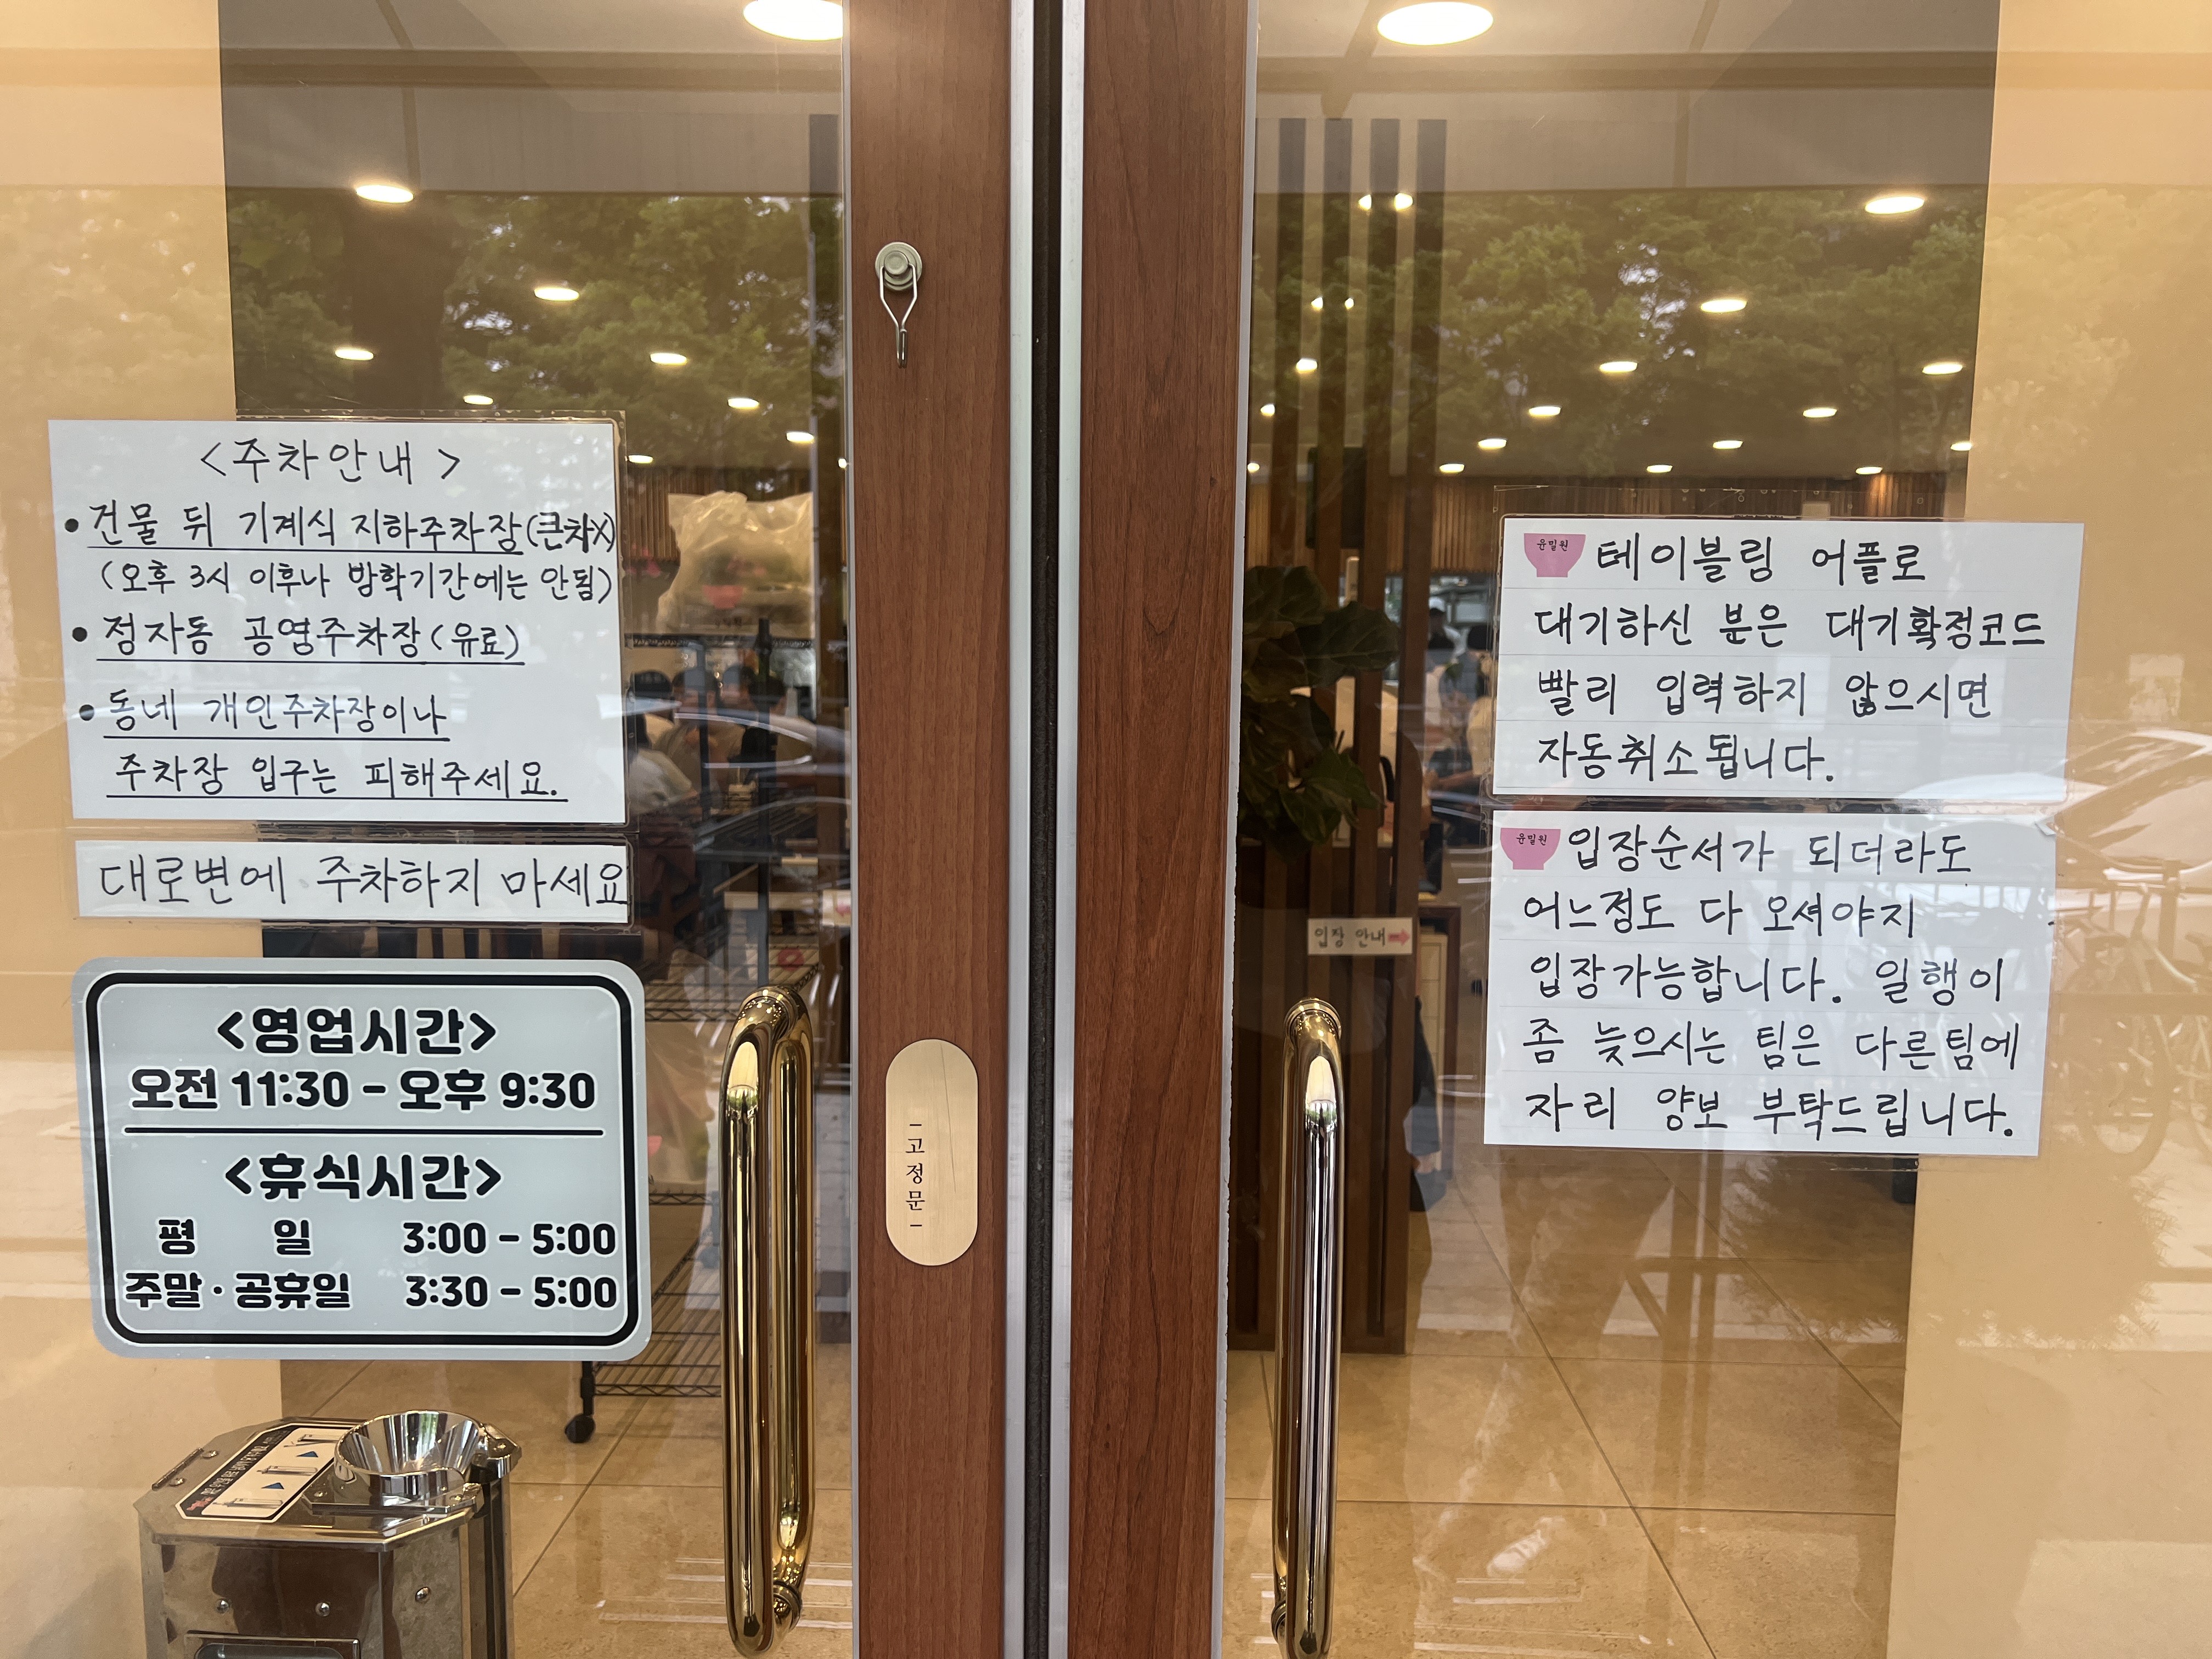 <주차안내>
• 건물 뒤 기계식 지하주차장(큰차X)
(오후 3시 이후나 방학기간에는 안됨)
• 정자동 공영주차장(유료)
• 동네 개인주차장이나
주차장 입구는 피해주세요.
대로변에 주차하지 마세요
<영업시간>
오전 11:30 - 오후 9:30
<휴식시간>
평 일 3:00 - 5:00
주말·공휴일 3:30 - 5:00
- 고정문 -
입장 안내
윤밀원
테이블링 어플로
대기하신 분은 대기확정코드
빨리 입력하지 않으시면
자동취소됩니다.
윤밀원
입장순서가 되더라도
어느정도 다 오셔야지
입장가능합니다. 일행이
좀 늦으시는 팀은 다른팀에
자리 양보 부탁드립니다.